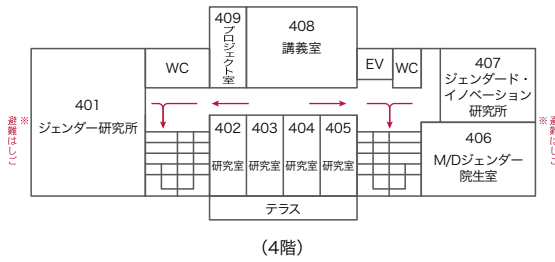 409
プロジェクト室
408
講義室
WC
EV
WC
407
ジェンダード・
イノベーション
研究所
401
ジェンダー研究所
※
避難はしご
402
研究室
403
研究室
404
研究室
405
研究室
406
M/Dジェンダー
院生室
※
避難はしご
テラス
（4階）